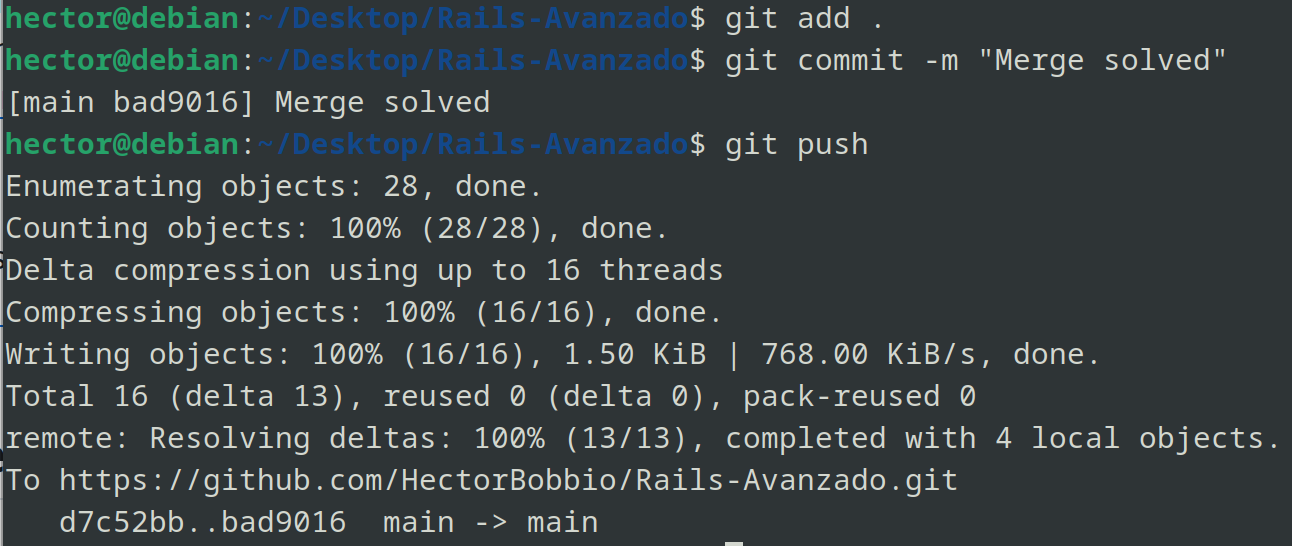 hector@debian:~/Desktop/Rails-Avanzado$ git add .
hector@debian:~/Desktop/Rails-Avanzado$ git commit -m "Merge solved"
[main bad9016] Merge solved
hector@debian:~/Desktop/Rails-Avanzado$ git push
Enumerating objects: 28, done.
Counting objects: 100% (28/28), done.
Delta compression using up to 16 threads
Compressing objects: 100% (16/16), done.
Writing objects: 100% (16/16), 1.50 KiB | 768.00 KiB/s, done.
Total 16 (delta 13), reused 0 (delta 0), pack-reused 0
remote: Resolving deltas: 100% (13/13), completed with 4 local objects.
To https://github.com/HectorBobbio/Rails-Avanzado.git
   d7c52bb..bad9016  main -> main